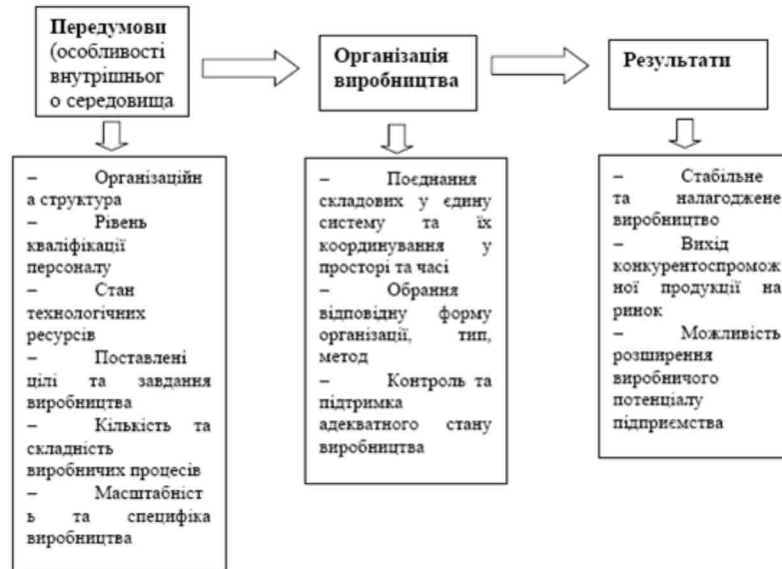 Передумови
(особливості
внутрішньог
о середовища
Організація
виробництва
Результати
– Організаційн
а структура
– Рівень
кваліфікації
персоналу
– Стан
технологічних
ресурсів
– Поставлені
цілі та завдання
виробництва
– Кількість та
складність
виробничих процесів
– Масштабніст
ь та специфіка
виробництва
– Поєднання
складових у єдину
систему та їх
координування у
просторі та часі
– Обрання
відповідну форму
організації, тип,
метод
– Контроль та
підтримка
адекватного стану
виробництва
– Стабільне
та налагоджене
виробництво
– Вихід
конкурентоспромож
ної продукції на
ринок
– Можливість
розширення
виробничого
потенціалу
підприємства